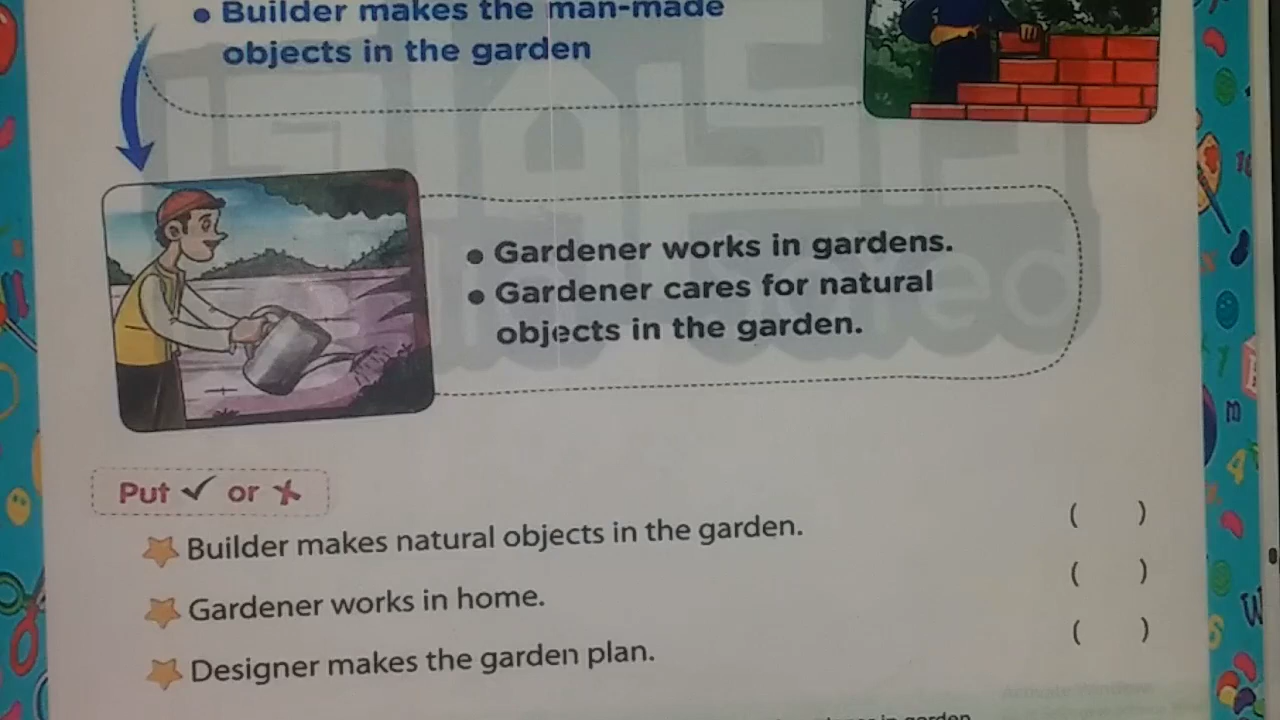 • Builder makes the man-made
objects in the garden
• Gardener works in gardens.
• Gardener cares for natural
objects in the garden.
Put ✓ or ✗
Builder makes natural objects in the garden. ( )
Gardener works in home. ( )
Designer makes the garden plan. ( )
in garden